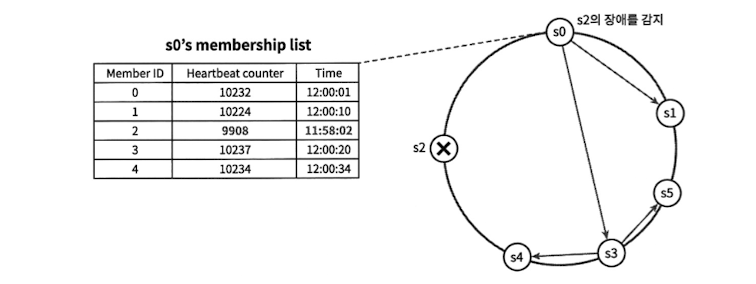 s2의 장애를 감지
s0
s0's membership list
Member ID Heartbeat counter Time
0 10232 12:00:01
1 10224 12:00:10
2 9908 11:58:02
3 10237 12:00:20
4 10234 12:00:34
s1
s2
s5
s3
s4